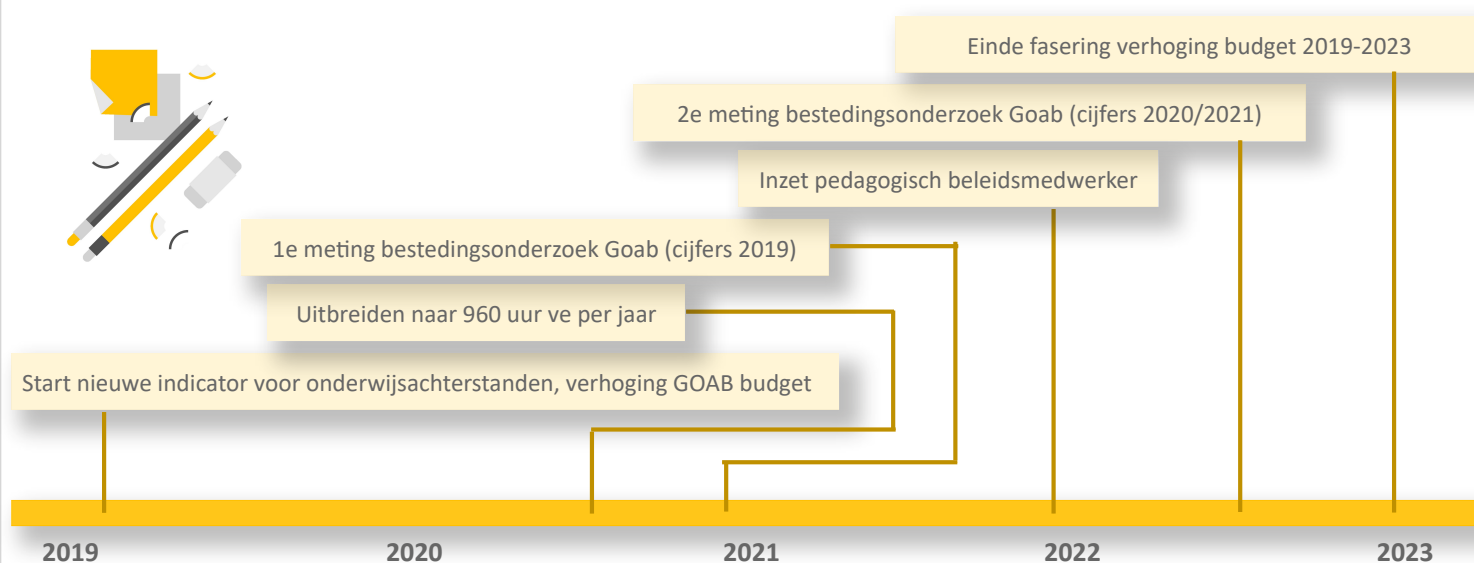 Einde fasering verhoging budget 2019-2023
2e meting bestedingsonderzoek Goab (cijfers 2020/2021)
Inzet pedagogisch beleidsmedwerker
1e meting bestedingsonderzoek Goab (cijfers 2019)
Uitbreiden naar 960 uur ve per jaar
Start nieuwe indicator voor onderwijsachterstanden, verhoging GOAB budget
2019 2020 2021 2022 2023